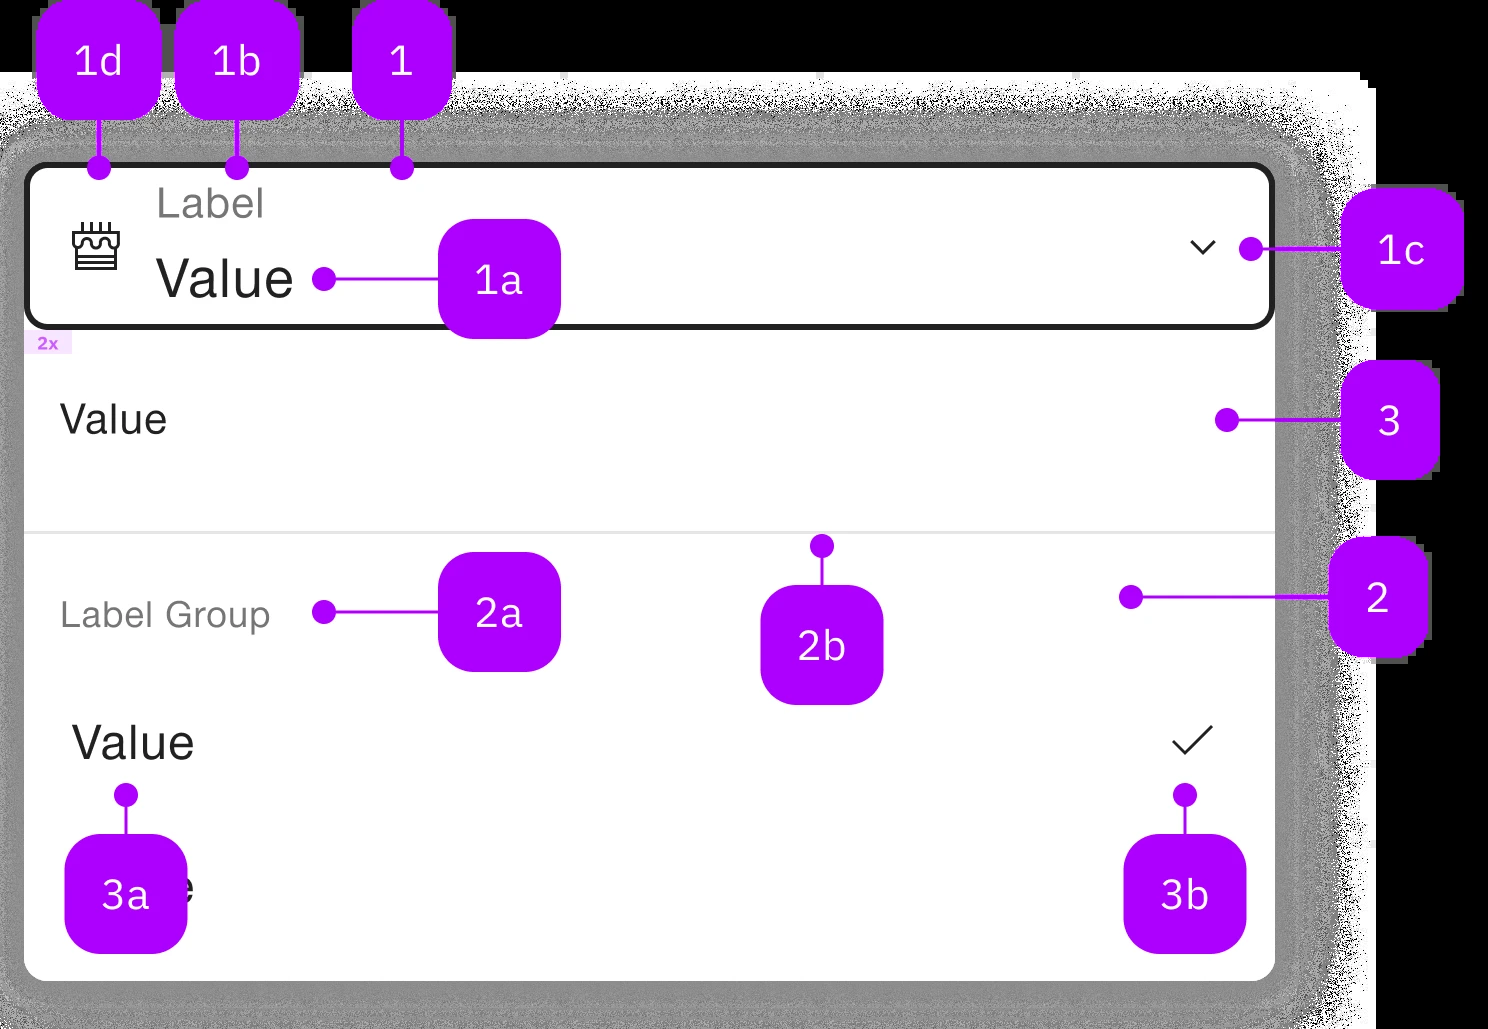 1d 1b 1
Label
Value 1a
1c
2x
Value
3
Label Group 2a
2b
2
Value
3a
3b